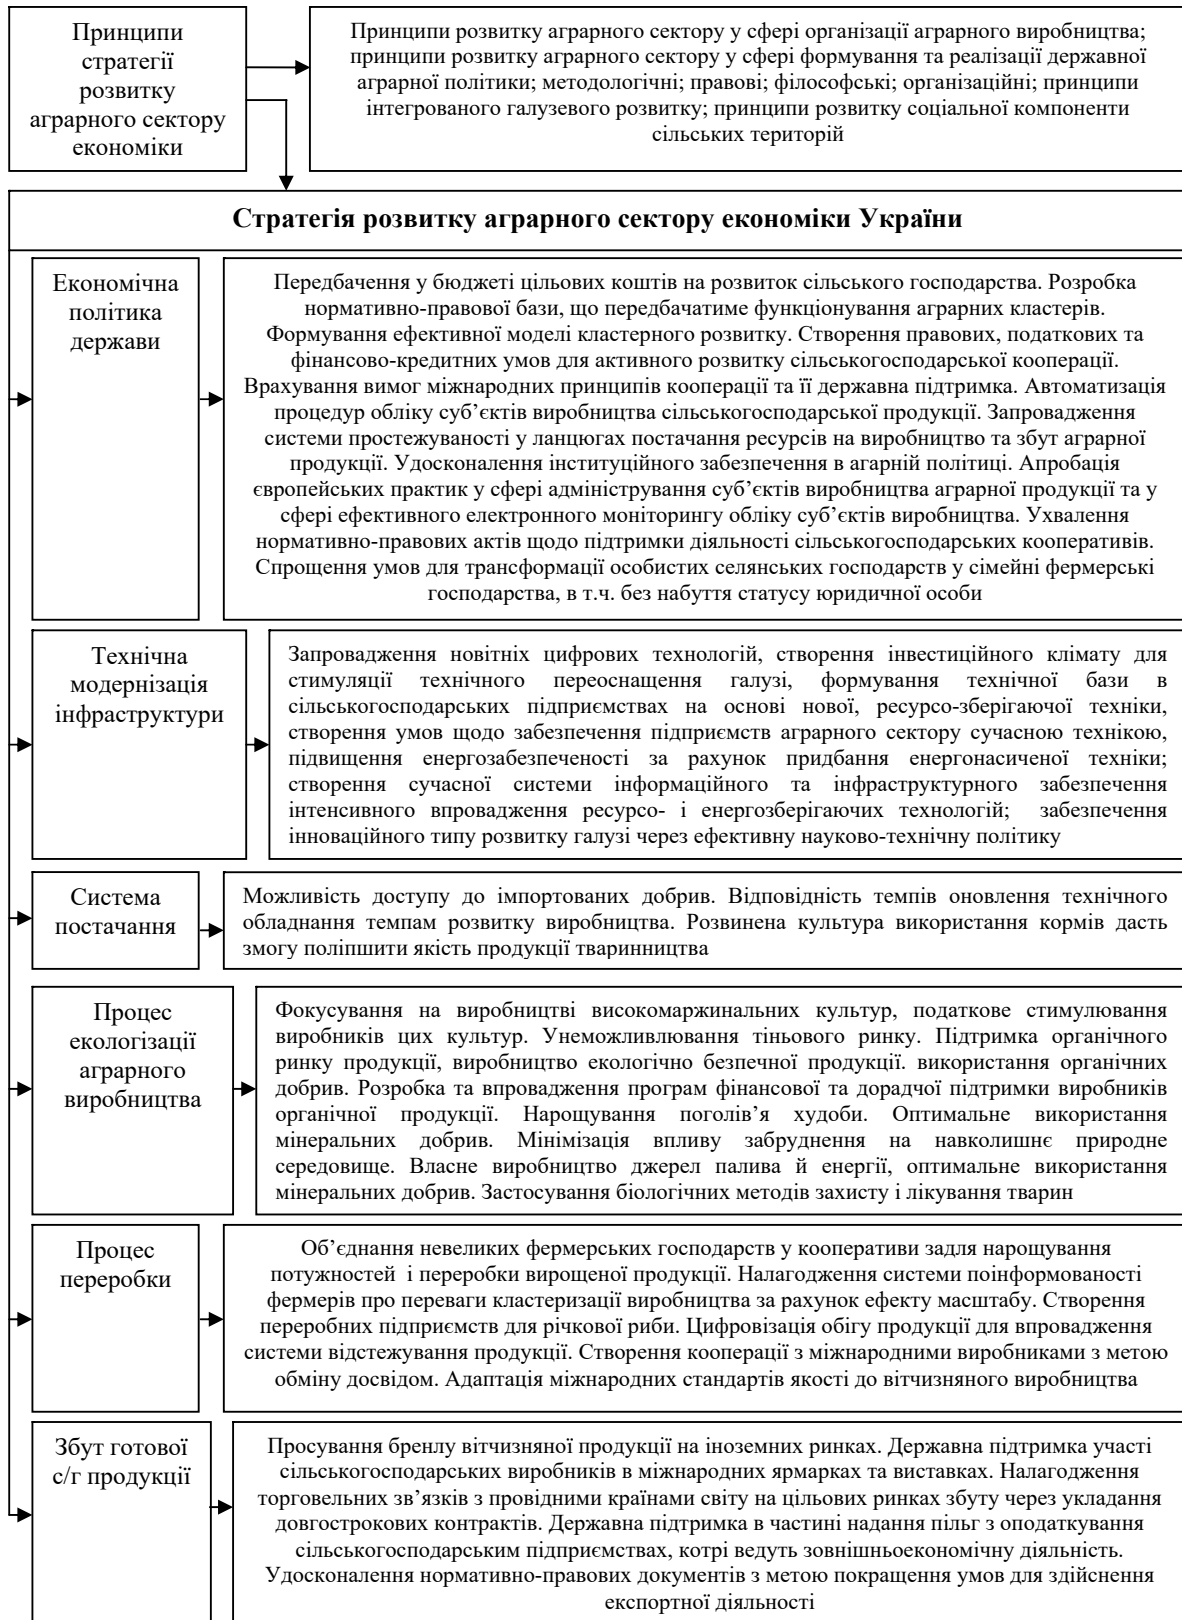 Принципи
стратегії
розвитку
аграрного сектору
економіки
Принципи розвитку аграрного сектору у сфері організації аграрного виробництва;
принципи розвитку аграрного сектору у сфері формування та реалізації державної
аграрної політики; методологічні; правові; філософські; організаційні; принципи
інтегрованого галузевого розвитку; принципи розвитку соціальної компоненти
сільських територій
Стратегія розвитку аграрного сектору економіки України
Економічна
політика
держави
Передбачення у бюджеті цільових коштів на розвиток сільського господарства. Розробка
нормативно-правової бази, що передбачатиме функціонування аграрних кластерів.
Формування ефективної моделі кластерного розвитку. Створення правових, податкових та
фінансово-кредитних умов для активного розвитку сільськогосподарської кооперації.
Врахування вимог міжнародних принципів кооперації та її державна підтримка. Автоматизація
процедур обліку суб’єктів виробництва сільськогосподарської продукції. Запровадження
системи простежуваності у ланцюгах постачання ресурсів на виробництво та збут аграрної
продукції. Удосконалення інституційного забезпечення в агарній політиці. Апробація
європейських практик у сфері адміністрування суб’єктів виробництва аграрної продукції та у
сфері ефективного електронного моніторингу обліку суб’єктів виробництва. Ухвалення
нормативно-правових актів щодо підтримки діяльності сільськогосподарських кооперативів.
Спрощення умов для трансформації особистих селянських господарств у сімейні фермерські
господарства, в т.ч. без набуття статусу юридичної особи
Технічна
модернізація
інфраструктури
Запровадження новітніх цифрових технологій, створення інвестиційного клімату для
стимуляції технічного переоснащення галузі, формування технічної бази в
сільськогосподарських підприємствах на основі нової, ресурсо-зберігаючої техніки,
створення умов щодо забезпечення підприємств аграрного сектору сучасною технікою,
підвищення енергозабезпеченості за рахунок придбання енергонасиченої техніки;
створення сучасної системи інформаційного та інфраструктурного забезпечення
інтенсивного впровадження ресурсо- і енергозберігаючих технологій; забезпечення
інноваційного типу розвитку галузі через ефективну науково-технічну політику
Система
постачання
Можливість доступу до імпортованих добрив. Відповідність темпів оновлення технічного
обладнання темпам розвитку виробництва. Розвинена культура використання кормів дасть
змогу поліпшити якість продукції тваринництва
Процес
екологізації
аграрного
виробництва
Фокусування на виробництві високомаржинальних культур, податкове стимулювання
виробників цих культур. Унеможливлювання тіньового ринку. Підтримка органічного
ринку продукції, виробництво екологічно безпечної продукції. використання органічних
добрив. Розробка та впровадження програм фінансової та дорадчої підтримки виробників
органічної продукції. Нарощування поголів’я худоби. Оптимальне використання
мінеральних добрив. Мінімізація впливу забруднення на навколишнє природне
середовище. Власне виробництво джерел палива й енергії, оптимальне використання
мінеральних добрив. Застосування біологічних методів захисту і лікування тварин
Процес
переробки
Об’єднання невеликих фермерських господарств у кооперативи задля нарощування
потужностей і переробки вирощеної продукції. Налагодження системи поінформованості
фермерів про переваги кластеризації виробництва за рахунок ефекту масштабу. Створення
переробних підприємств для річкової риби. Цифровізація обігу продукції для впровадження
системи відстежування продукції. Створення кооперації з міжнародними виробниками з метою
обміну досвідом. Адаптація міжнародних стандартів якості до вітчизняного виробництва
Збут готової
с/г продукції
Просування бренлу вітчизняної продукції на іноземних ринках. Державна підтримка участі
сільськогосподарських виробників в міжнародних ярмарках та виставках. Налагодження
торговельних зв’язків з провідними країнами світу на цільових ринках збуту через укладання
довгострокових контрактів. Державна підтримка в частині надання пільг з оподаткування
сільськогосподарським підприємствах, котрі ведуть зовнішньоекономічну діяльність.
Удосконалення нормативно-правових документів з метою покращення умов для здійснення
експортної діяльності